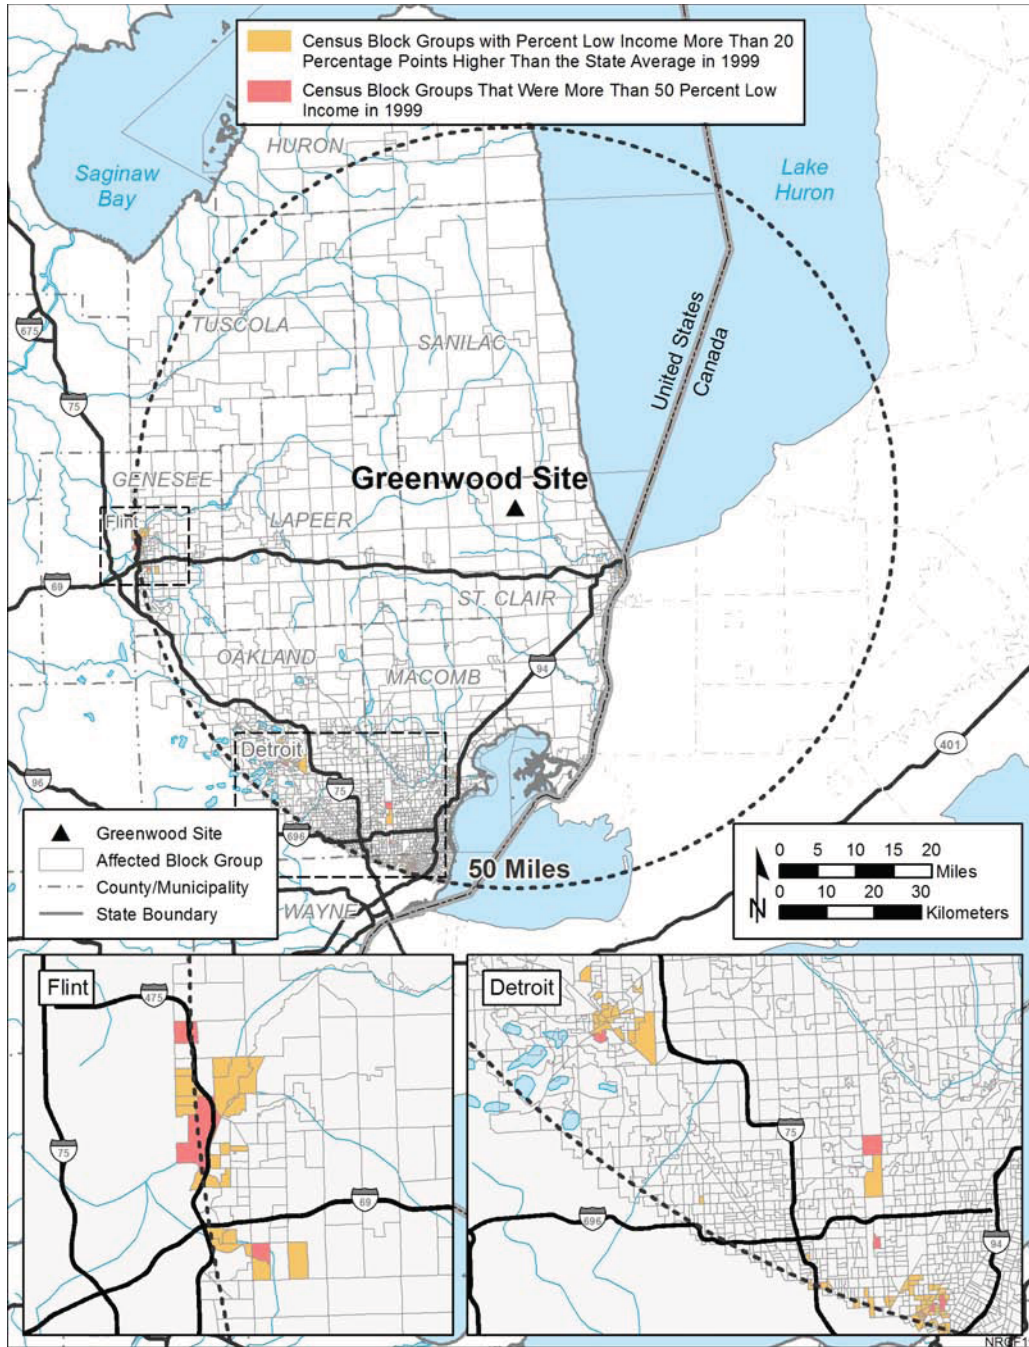 Census Block Groups with Percent Low Income More Than 20
Percentage Points Higher Than the State Average in 1999
Census Block Groups That Were More Than 50 Percent Low
Income in 1999
HURON
Saginaw
Bay
Lake
Huron
TUSCOLA
SANILAC
675
75
United States
Canada
GENESEE
Greenwood Site
Flint
LAPEER
69
ST. CLAIR
OAKLAND
MACOMB
94
Detroit
401
96
75
696
Greenwood Site
Affected Block Group
County/Municipality
State Boundary
50 Miles
WAYNE
0 5 10 15 20
Miles
0 10 20 30
Kilometers
N
Flint
475
75
69
Detroit
75
696
94